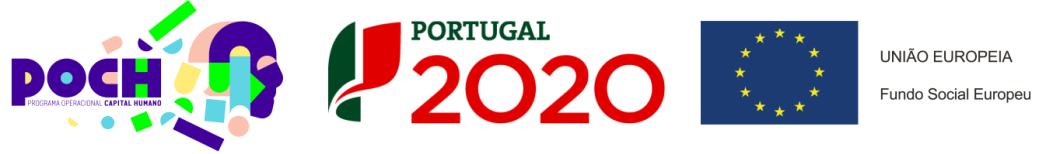 POCH
PROGRAMA OPERACIONAL CAPITAL HUMANO
PORTUGAL
2020
UNIÃO EUROPEIA
Fundo Social Europeu